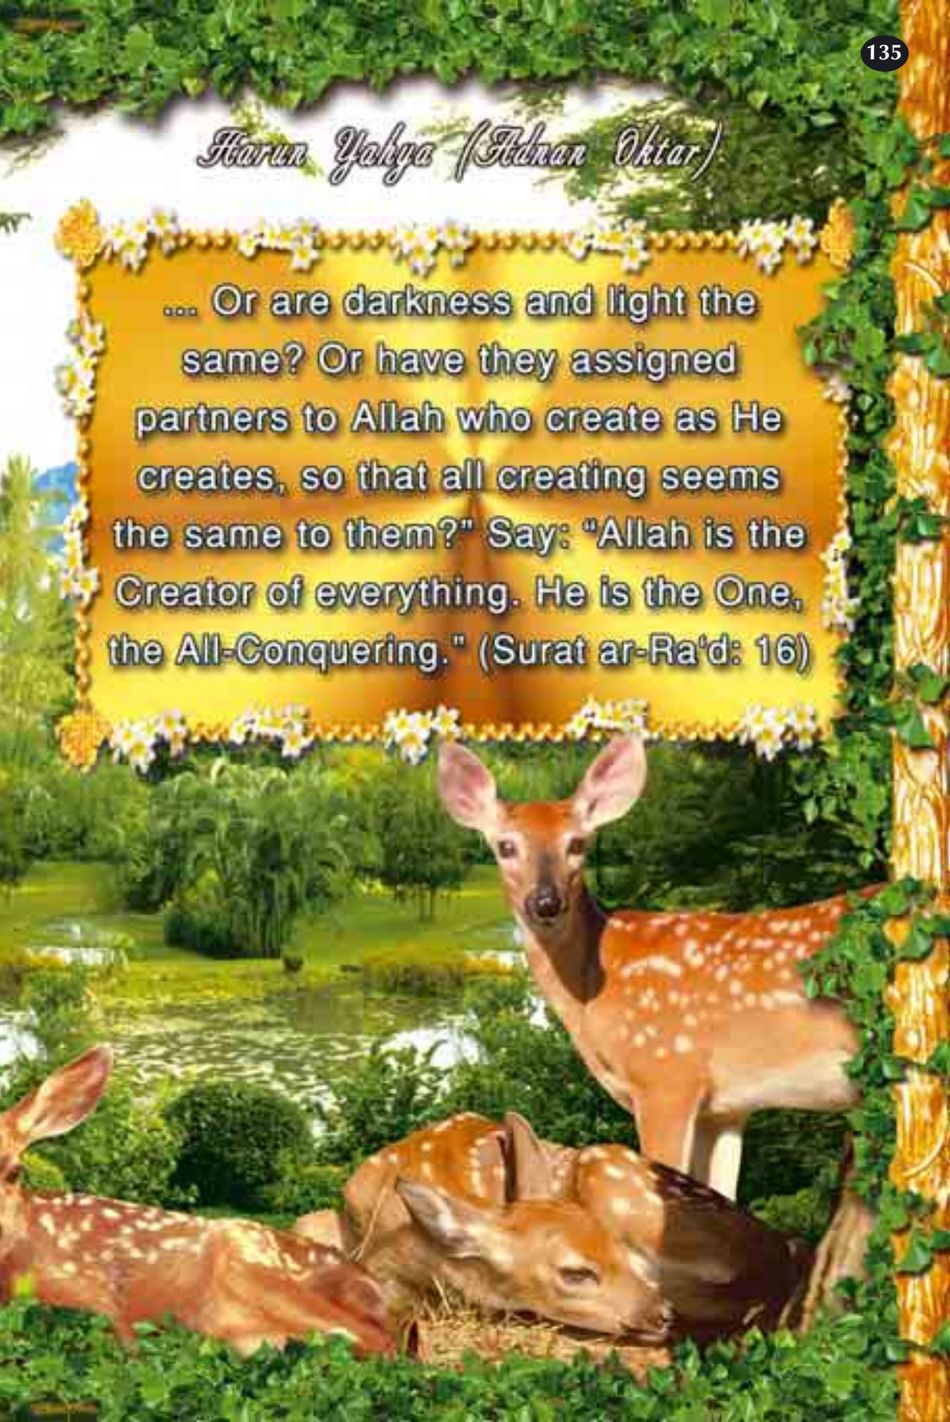 135
Harun Yahya (Adnan Oktar)
... Or are darkness and light the
same? Or have they assigned
partners to Allah who create as He
creates, so that all creating seems
the same to them?” Say: “Allah is the
Creator of everything. He is the One,
the All-Conquering.” (Surat ar-Ra‘d: 16)